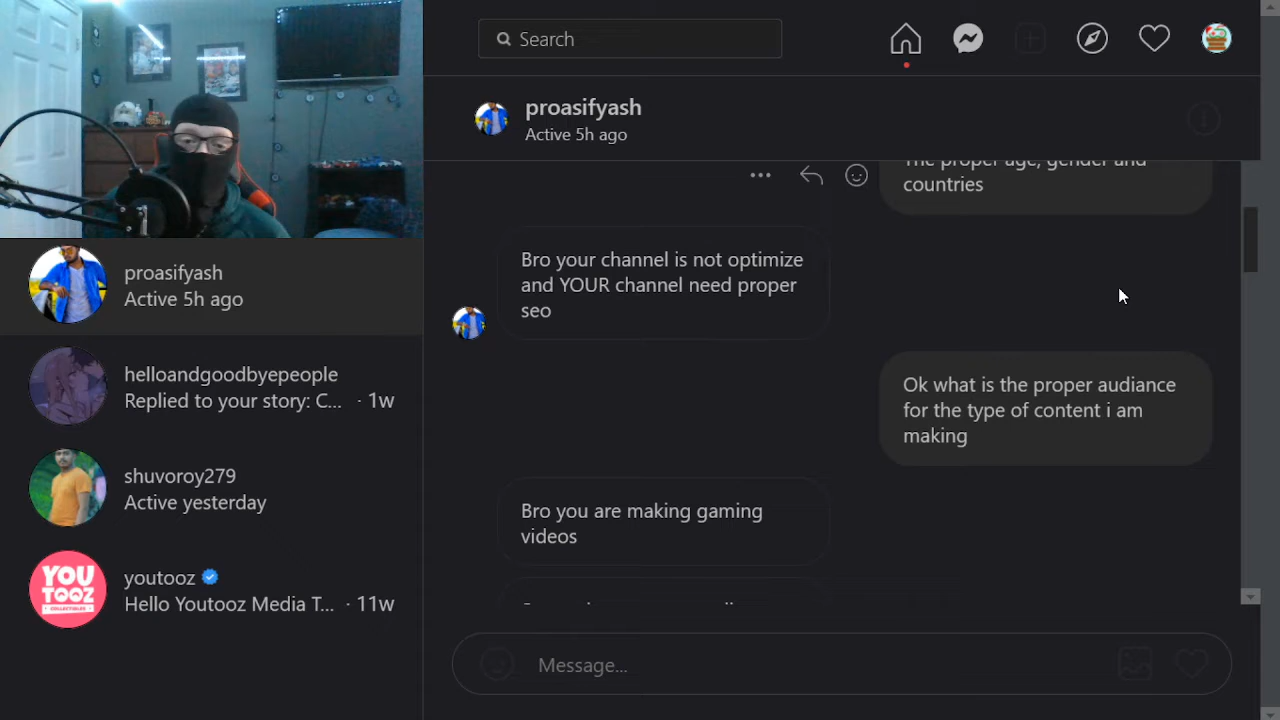 Search
proasifyash
Active 5h ago
The proper age, gender and
countries
Bro your channel is not optimize
and YOUR channel need proper
seo
Ok what is the proper audiance
for the type of content i am
making
Bro you are making gaming
videos
Message...
proasifyash
Active 5h ago
helloandgoodbyepeople
Replied to your story: C... · 1w
shuvoroy279
Active yesterday
YOU
TOOZ
COLLECTIBLES
youtooz
Hello Youtooz Media T... · 11w